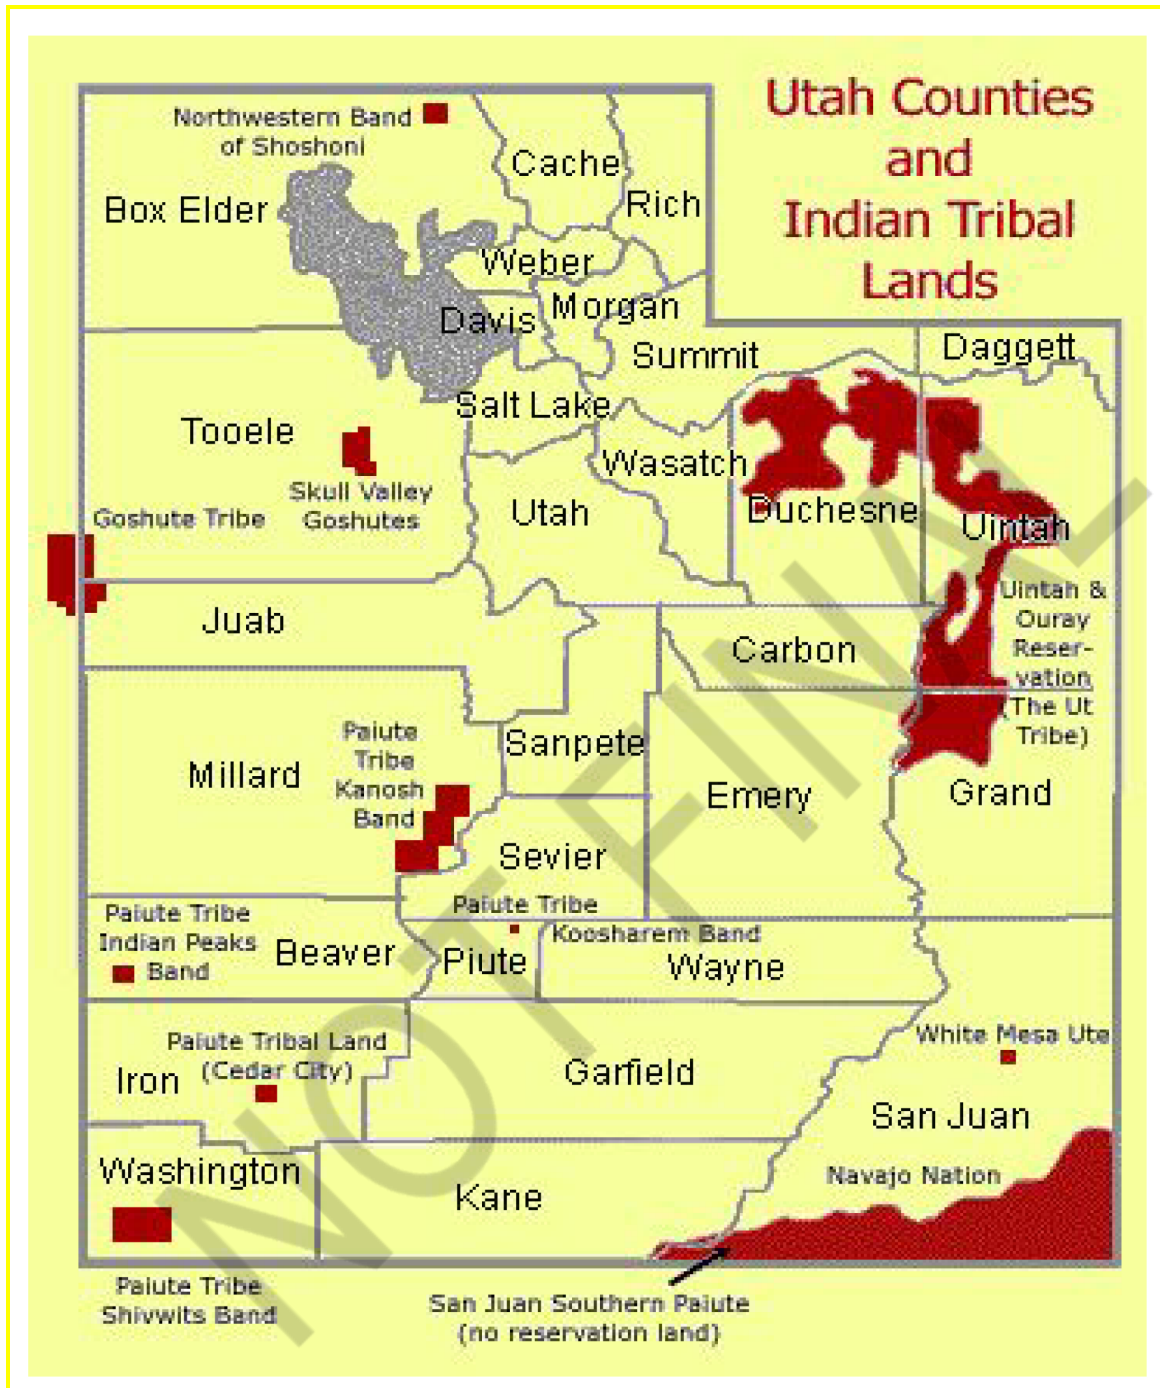 Utah Counties
and
Indian Tribal
Lands
Northwestern Band
of Shoshoni
Cache
Rich
Box Elder
Weber
Morgan
Davis
Summit
Daggett
Salt Lake
Tooele
Wasatch
Skull Valley
Goshutes
Goshute Tribe
Utah
Duchesne
Uintah
Uintah &
Ouray
Reser-
vation
(The Ut
Tribe)
Juab
Carbon
Sanpete
Paiute
Tribe
Kanosh
Band
Millard
Emery
Grand
Sevier
Paiute Tribe
Koosharem Band
Paiute Tribe
Indian Peaks
Band
Beaver
Piute
Wayne
White Mesa Ute
Paiute Tribal Land
(Cedar City)
Iron
Garfield
San Juan
Washington
Kane
Navajo Nation
Paiute Tribe
Shivwits Band
San Juan Southern Paiute
(no reservation land)
NOT FINAL